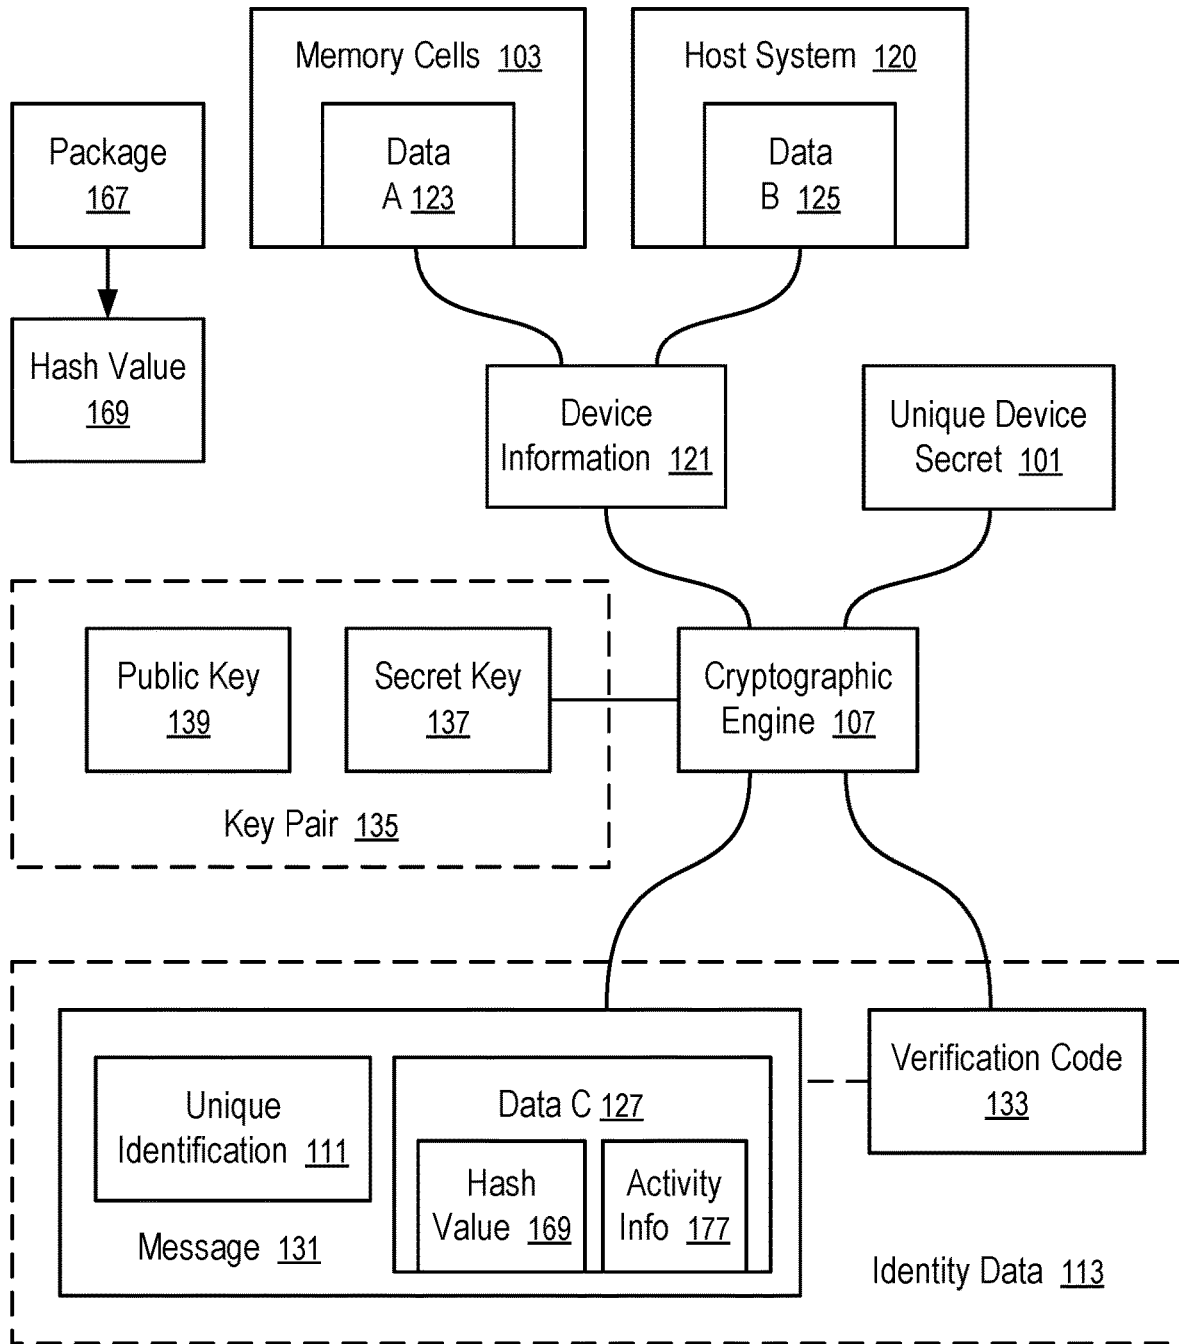 Memory Cells 103
Host System 120
Package
167
Data
A 123
Data
B 125
Hash Value
169
Device
Information 121
Unique Device
Secret 101
Public Key
139
Secret Key
137
Cryptographic
Engine 107
Key Pair 135
Unique
Identification 111
Data C 127
Hash
Value 169
Activity
Info 177
Message 131
Verification Code
133
Identity Data 113